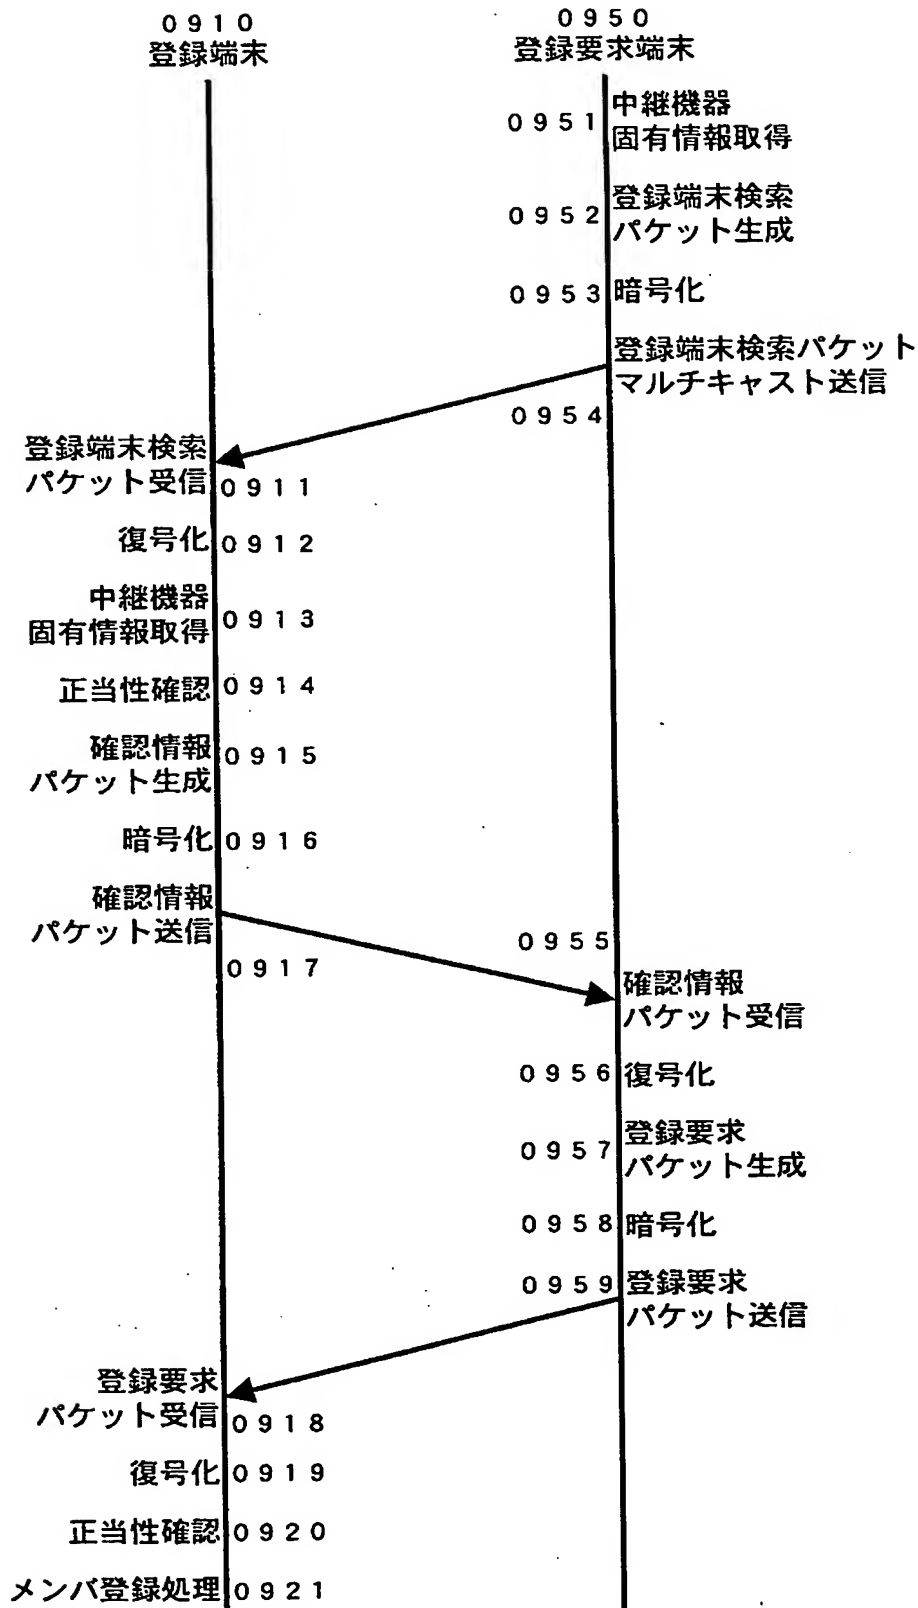 0910
登録端末
0950
登録要求端末
0951
中継機器
固有情報取得
0952
登録端末検索
パケット生成
0953
暗号化
登録端末検索パケット
マルチキャスト送信
0954
登録端末検索
パケット受信
0911
復号化
0912
中継機器
固有情報取得
0913
正当性確認
0914
確認情報
パケット生成
0915
暗号化
0916
確認情報
パケット送信
0917
0955
確認情報
パケット受信
0956
復号化
0957
登録要求
パケット生成
0958
暗号化
0959
登録要求
パケット送信
登録要求
パケット受信
0918
復号化
0919
正当性確認
0920
メンバ登録処理
0921